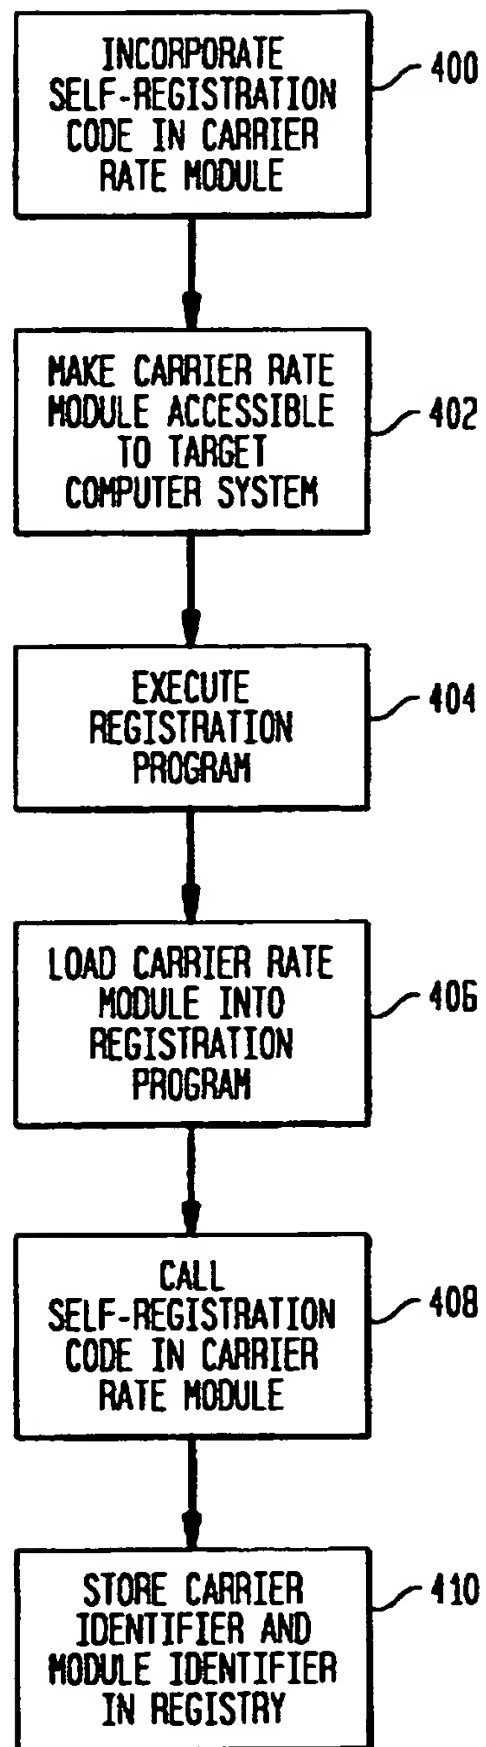 INCORPORATE
SELF-REGISTRATION
CODE IN CARRIER
RATE MODULE
400
MAKE CARRIER RATE
MODULE ACCESSIBLE
TO TARGET
COMPUTER SYSTEM
402
EXECUTE
REGISTRATION
PROGRAM
404
LOAD CARRIER RATE
MODULE INTO
REGISTRATION
PROGRAM
406
CALL
SELF-REGISTRATION
CODE IN CARRIER
RATE MODULE
408
STORE CARRIER
IDENTIFIER AND
MODULE IDENTIFIER
IN REGISTRY
410